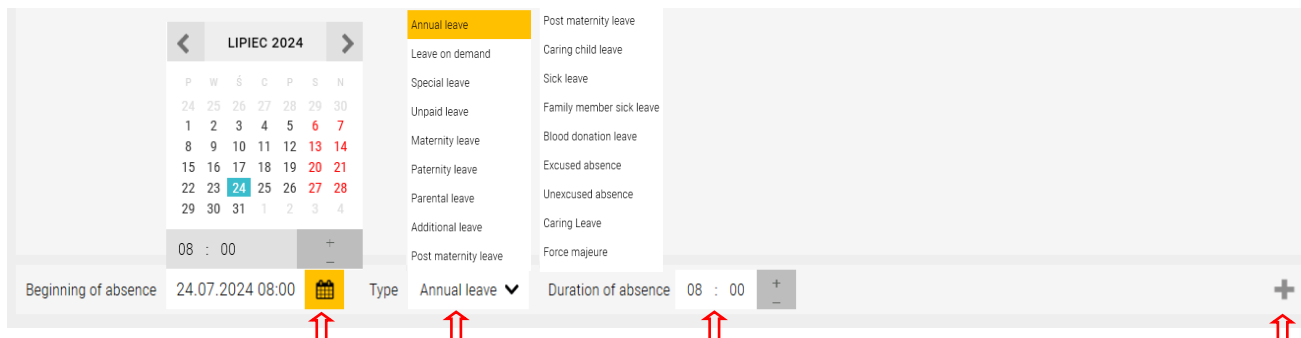 LIPIEC 2024
P W Ś C P S N
24 25 26 27 28 29 30
1 2 3 4 5 6 7
8 9 10 11 12 13 14
15 16 17 18 19 20 21
22 23 24 25 26 27 28
29 30 31 1 2 3 4
08 : 00 + –
Annual leave
Leave on demand
Special leave
Unpaid leave
Maternity leave
Paternity leave
Parental leave
Additional leave
Post maternity leave
Post maternity leave
Caring child leave
Sick leave
Family member sick leave
Blood donation leave
Excused absence
Unexcused absence
Caring Leave
Force majeure
Beginning of absence 24.07.2024 08:00 Type Annual leave Duration of absence 08 : 00 + –